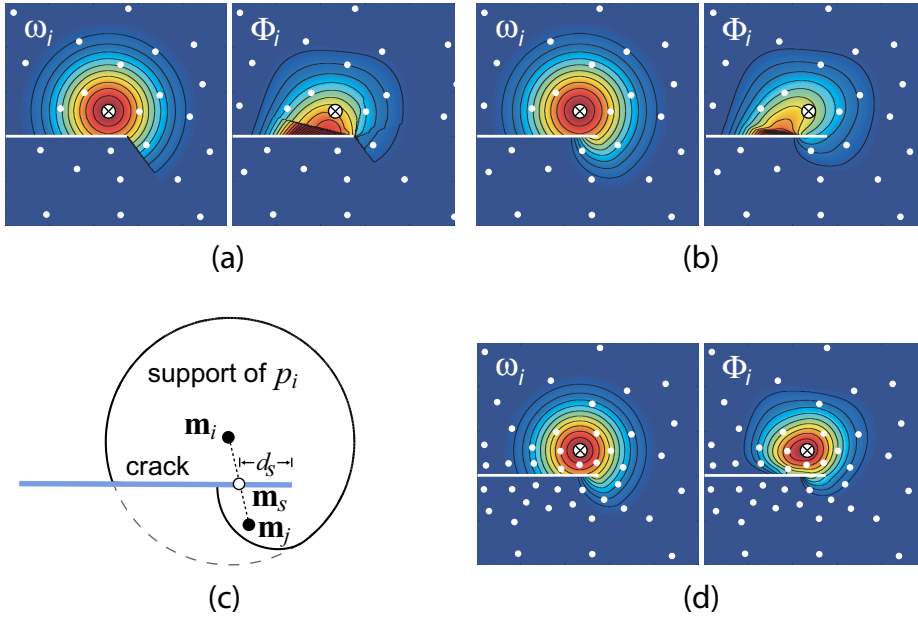 ωᵢ Φᵢ ωᵢ Φᵢ
(a) (b)
support of pᵢ
mᵢ
crack dₛ
mₛ
mⱼ
(c)
ωᵢ Φᵢ
(d)